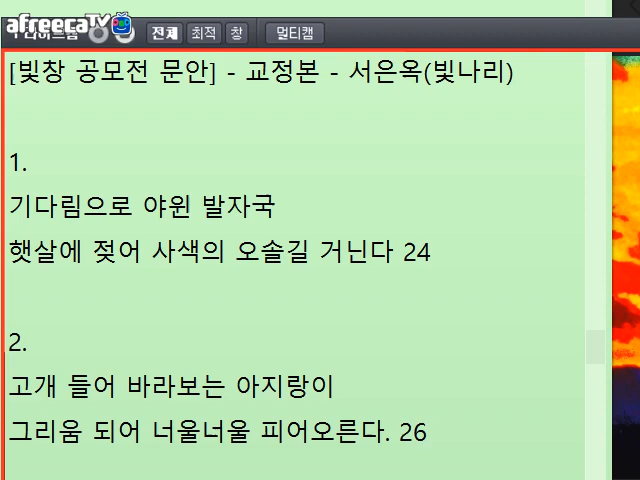 afreecaTV
전체 최적 창 멀티캠
[빛창 공모전 문안] - 교정본 - 서은옥(빛나리)
1.
기다림으로 야윈 발자국
햇살에 젖어 사색의 오솔길 거닌다 24
2.
고개 들어 바라보는 아지랑이
그리움 되어 너울너울 피어오른다. 26